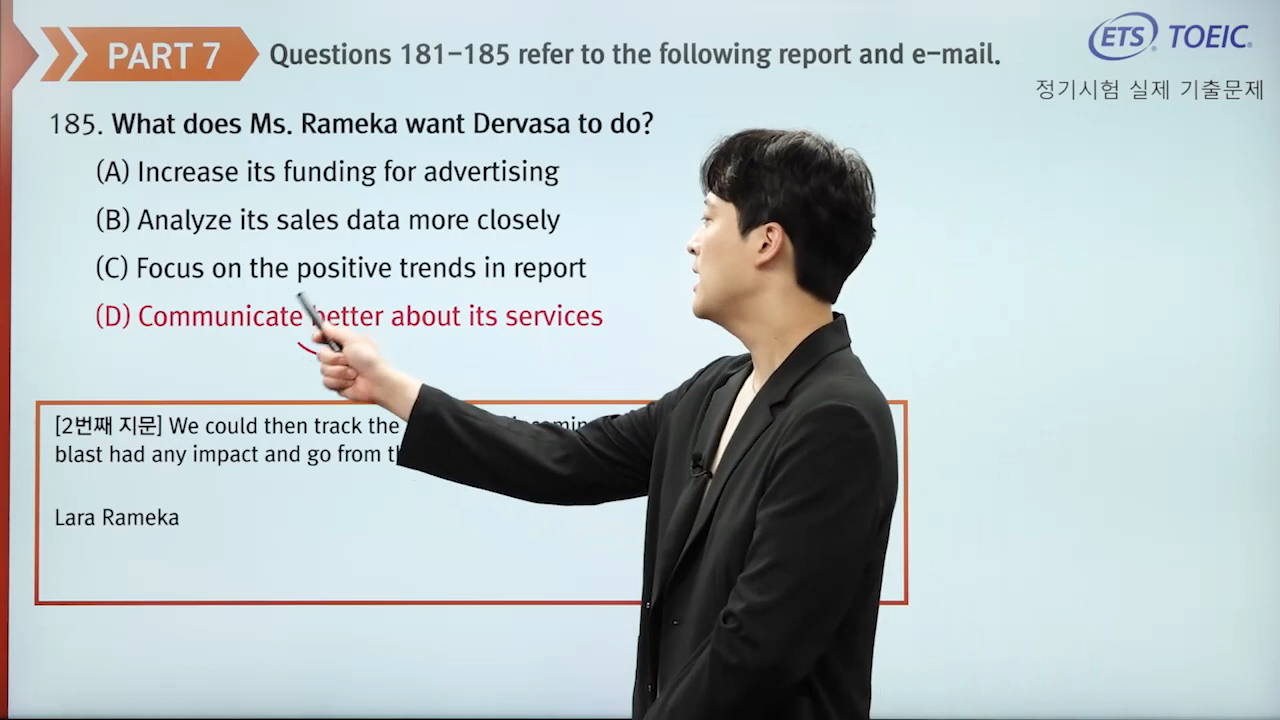 PART 7 Questions 181-185 refer to the following report and e-mail.
ETS® TOEIC®
정기시험 실제 기출문제
185. What does Ms. Rameka want Dervasa to do?
(A) Increase its funding for advertising
(B) Analyze its sales data more closely
(C) Focus on the positive trends in report
(D) Communicate better about its services
[2번째 지문] We could then track the
blast had any impact and go from
Lara Rameka